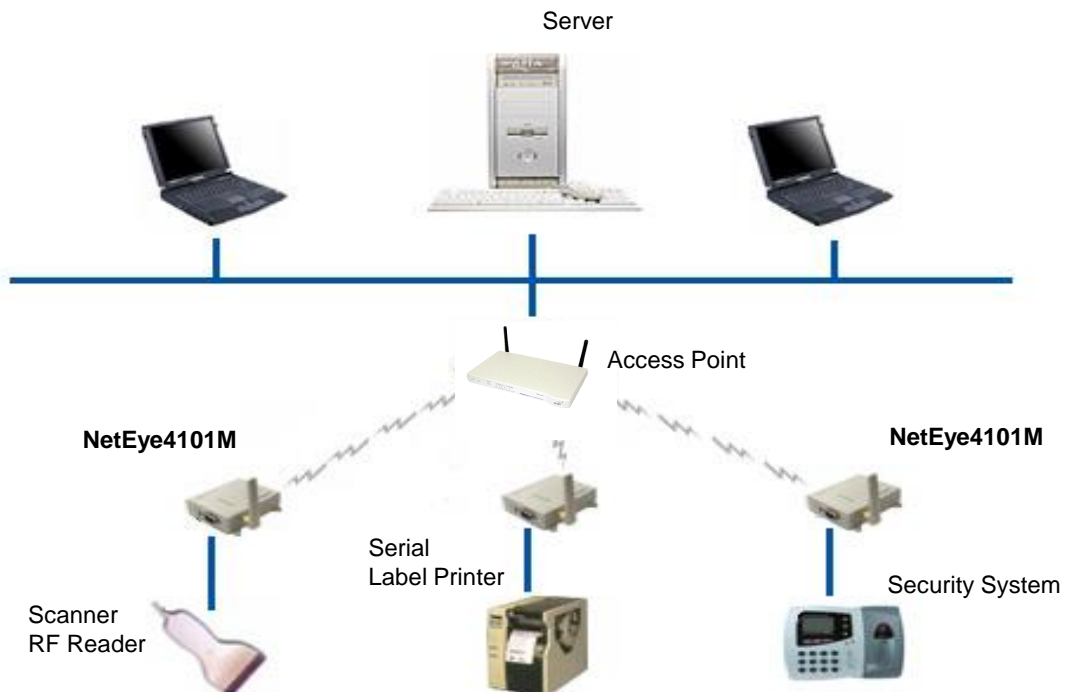 Server
Access Point
NetEye4101M
NetEye4101M
Serial
Label Printer
Security System
Scanner
RF Reader